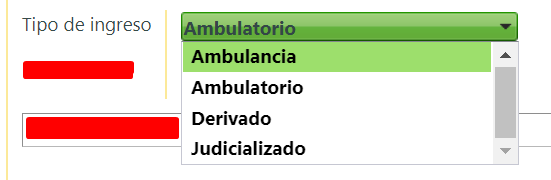 Tipo de ingreso
Ambulatorio
Ambulancia
Ambulatorio
Derivado
Judicializado